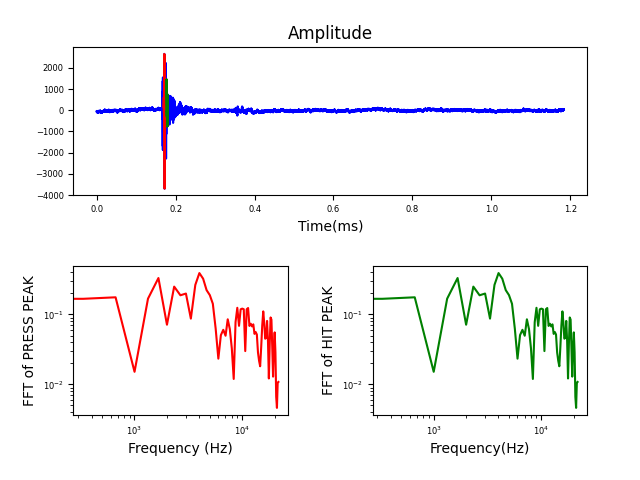 Amplitude
2000
1000
0
−1000
−2000
−3000
−4000
0.0 0.2 0.4 0.6 0.8 1.0 1.2
Time(ms)
FFT of PRESS PEAK
10⁻¹
10⁻²
10³ 10⁴
Frequency (Hz)
FFT of HIT PEAK
10⁻¹
10⁻²
10³ 10⁴
Frequency(Hz)